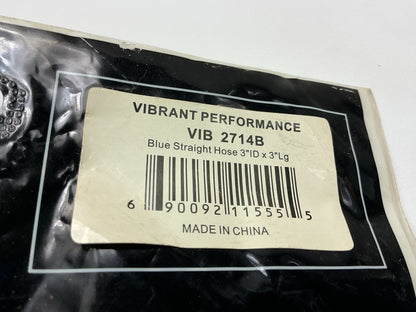 VIBRANT PERFORMANCE
VIB 2714B
Blue Straight Hose 3"ID x 3"Lg
6 90092 11555 5
MADE IN CHINA